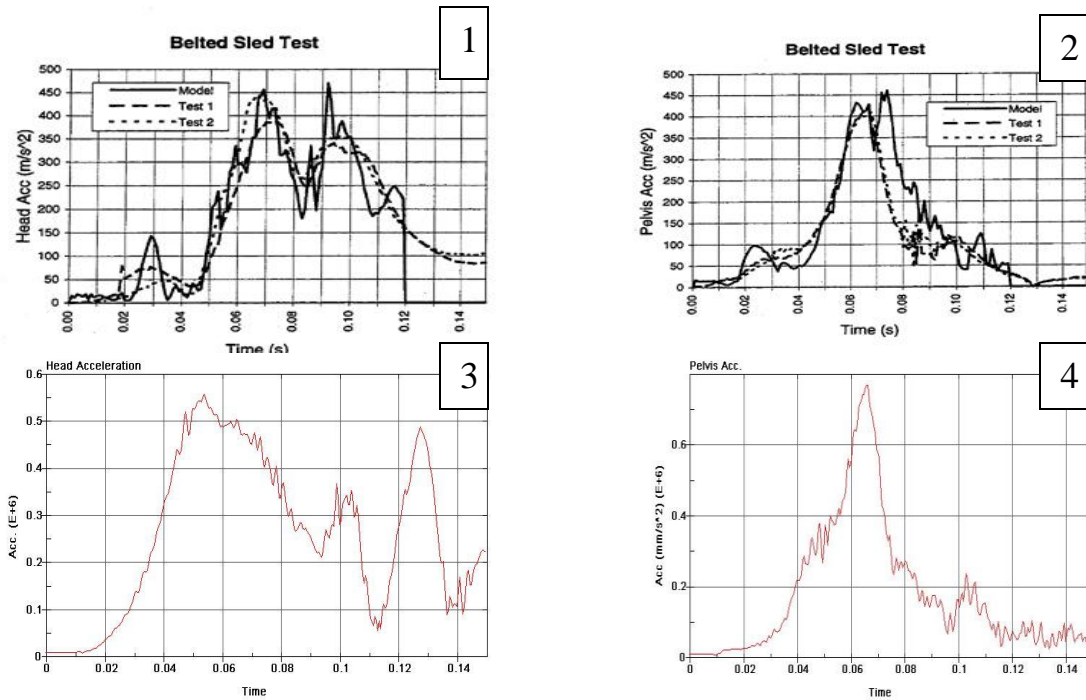 Belted Sled Test
1
500
450
400
350
300
250
200
150
100
50
0
Head Acc (m/s^2)
Model
Test 1
Test 2
0.00
0.02
0.04
0.05
0.06
0.08
0.10
0.12
0.14
Time (s)
Belted Sled Test
2
500
450
400
350
300
250
200
150
100
50
0
Pelvis Acc (m/s^2)
Model
Test 1
Test 2
0.00
0.02
0.03
0.04
0.06
0.08
0.10
0.12
0.14
Time (s)
Head Acceleration
3
0.6
0.5
0.4
0.3
0.2
0.1
0
Acc. (E+6)
0 0.02 0.04 0.06 0.08 0.1 0.12 0.14
Time
Pelvis Acc.
4
0.6
0.4
0.2
0
Acc (mm/s^2) (E+6)
0 0.02 0.04 0.06 0.08 0.1 0.12 0.14
Time